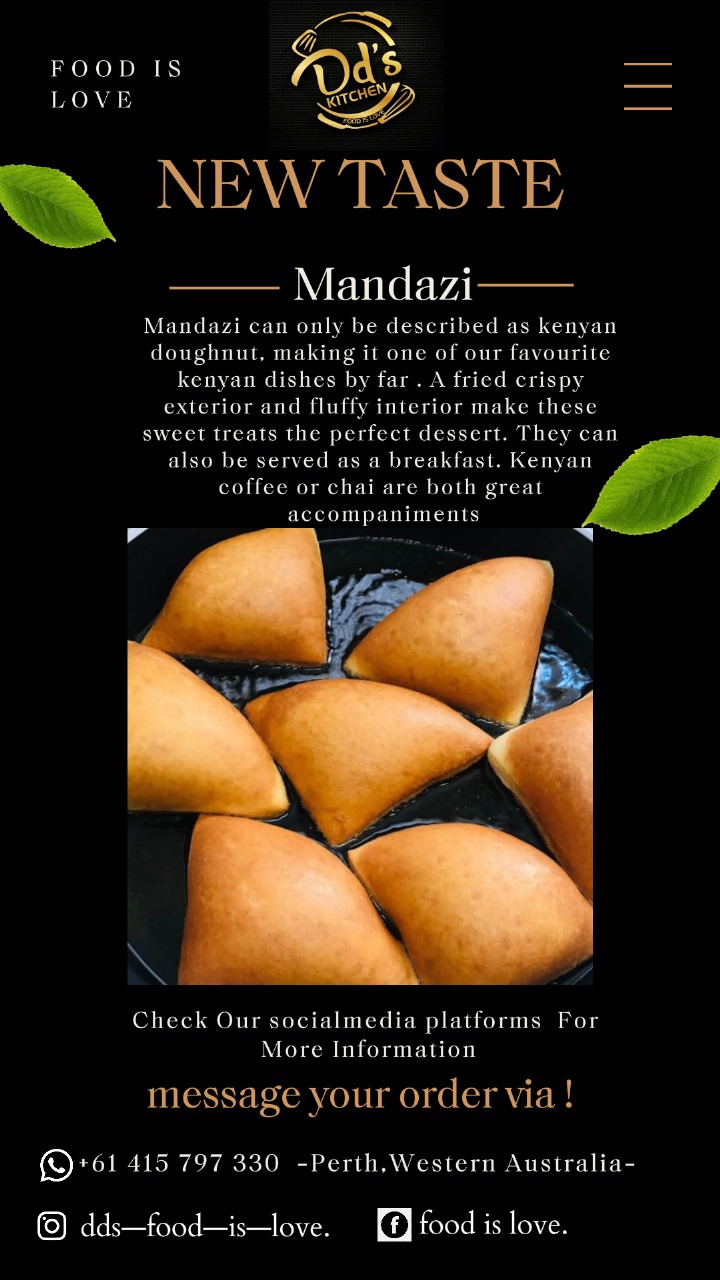 FOOD IS
LOVE
Dd's
KITCHEN
FOOD IS LOVE
NEW TASTE
Mandazi
Mandazi can only be described as kenyan
doughnut, making it one of our favourite
kenyan dishes by far . A fried crispy
exterior and fluffy interior make these
sweet treats the perfect dessert. They can
also be served as a breakfast. Kenyan
coffee or chai are both great
accompaniments
Check Our socialmedia platforms For
More Information
message your order via !
+61 415 797 330 -Perth,Western Australia-
dds—food—is—love.
food is love.